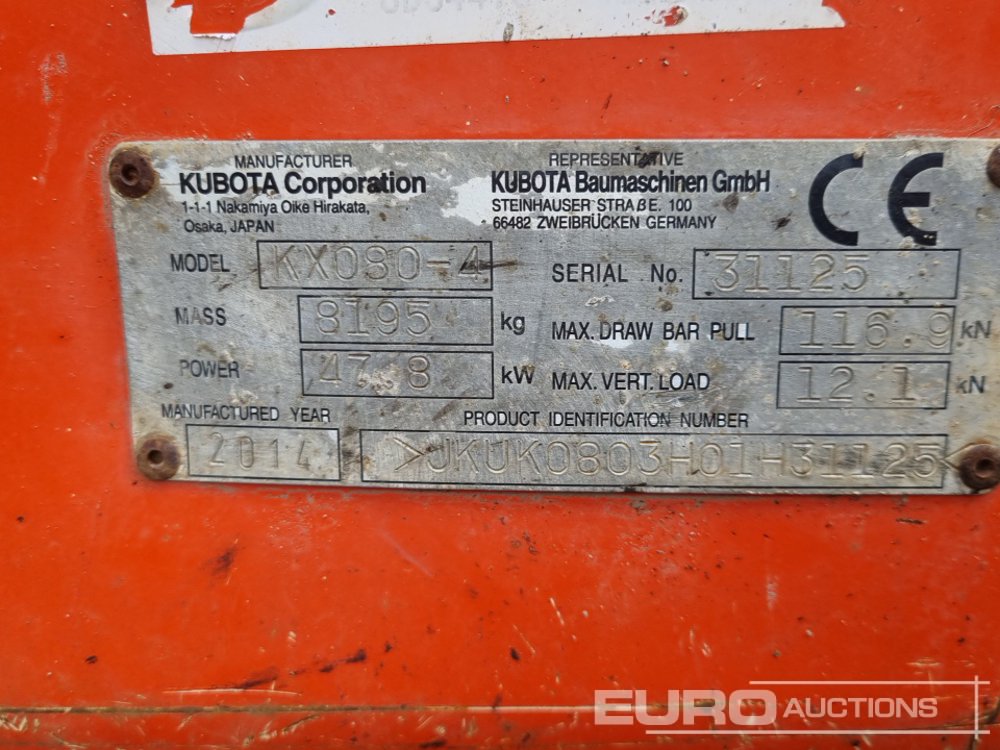 MANUFACTURER
KUBOTA Corporation
1-1-1 Nakamiya Oike Hirakata,
Osaka, JAPAN
REPRESENTATIVE
KUBOTA Baumaschinen GmbH
STEINHAUSER STRAßE. 100
66482 ZWEIBRÜCKEN GERMANY
CE
MODEL KX080-4
SERIAL No. 31125
MASS 8195 kg
MAX. DRAW BAR PULL 116.9 kN
POWER 47.8 kW
MAX. VERT. LOAD 12.1 kN
MANUFACTURED YEAR
2014
PRODUCT IDENTIFICATION NUMBER
>JKUK0803H01H31125<
EURO AUCTIONS